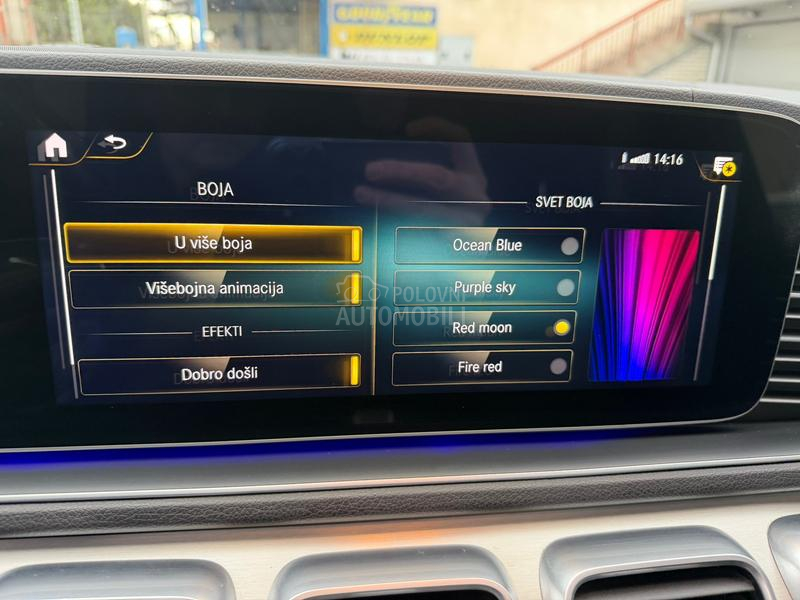 GOODYEAR
14:16
BOJA
SVET BOJA
U više boja
Ocean Blue
Višebojna animacija
Purple sky
POLOVNI
AUTOMOBILI
EFEKTI
Red moon
Dobro došli
Fire red